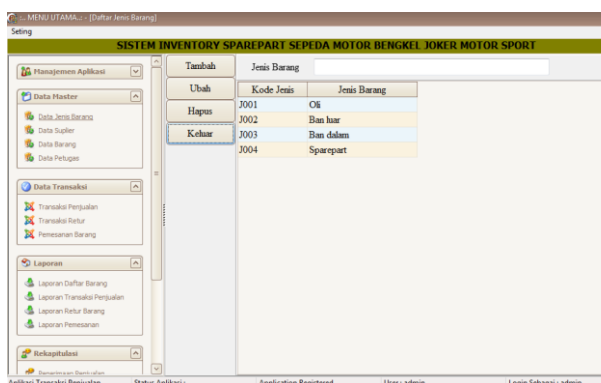 :.. MENU UTAMA..: - [Daftar Jenis Barang]
Seting
SISTEM INVENTORY SPAREPART SEPEDA MOTOR BENGKEL JOKER MOTOR SPORT
Manajemen Aplikasi
Data Master
Data Jenis Barang
Data Suplier
Data Barang
Data Petugas
Data Transaksi
Transaksi Penjualan
Transaksi Retur
Pemesanan Barang
Laporan
Laporan Daftar Barang
Laporan Transaksi Penjualan
Laporan Retur Barang
Laporan Pemesanan
Rekapitulasi
Penerimaan Penjualan
Tambah
Ubah
Hapus
Keluar
Jenis Barang
Kode Jenis Jenis Barang
J001 Oli
J002 Ban luar
J003 Ban dalam
J004 Sparepart
Aplikasi Transaksi Penjualan Status Aplikasi : Application Registered User : admin Login Sebagai : admin